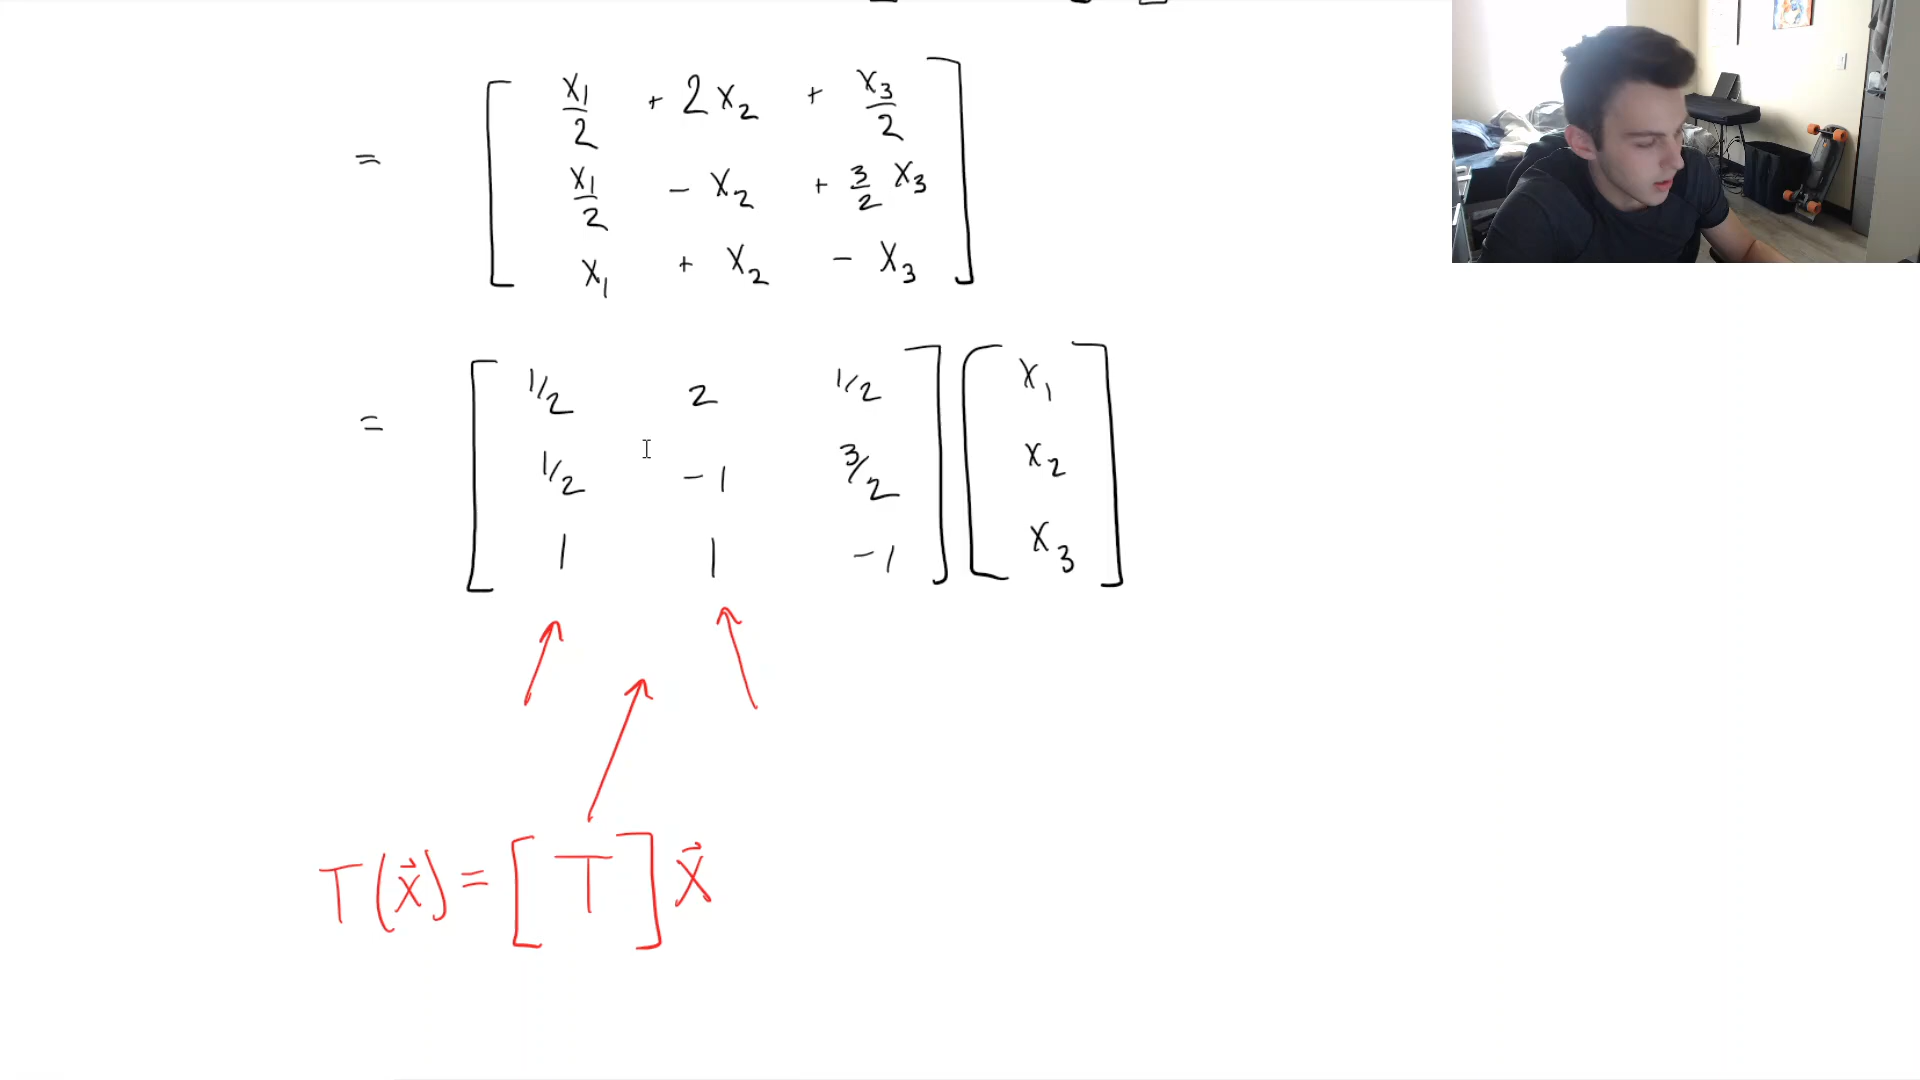 = [ x₁/2 + 2x₂ + x₃/2
x₁/2 - x₂ + 3/2 x₃
x₁ + x₂ - x₃ ]
= [ 1/2 2 1/2 ] [ x₁
1/2 -1 3/2 x₂
1 1 -1 ] x₃ ]
T(x⃗) = [ T ] x⃗